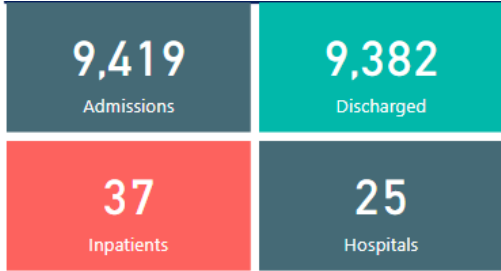 9,419
Admissions
9,382
Discharged
37
Inpatients
25
Hospitals